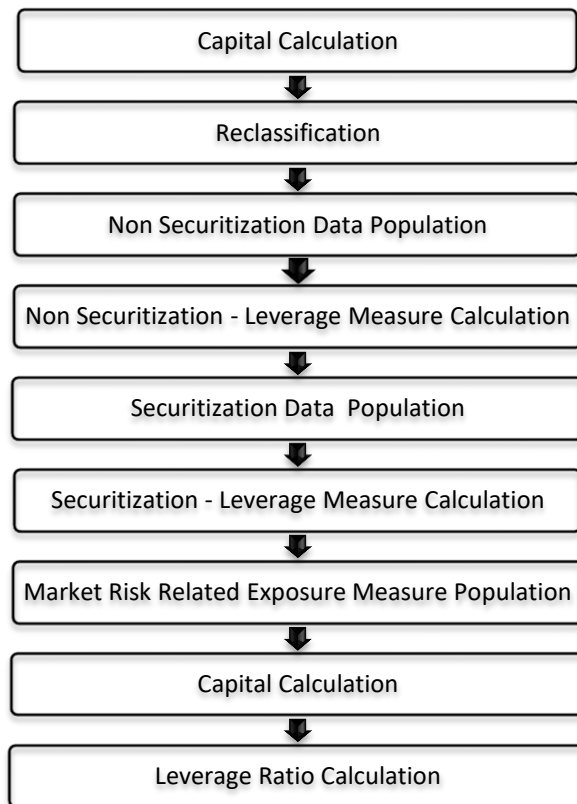 Capital Calculation
Reclassification
Non Securitization Data Population
Non Securitization - Leverage Measure Calculation
Securitization Data  Population
Securitization - Leverage Measure Calculation
Market Risk Related Exposure Measure Population
Capital Calculation
Leverage Ratio Calculation